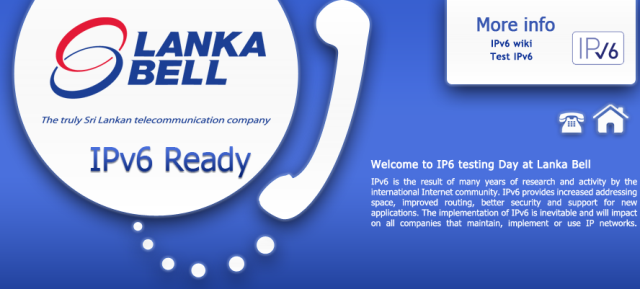 LANKA
BELL
The truly Sri Lankan telecommunication company
IPv6 Ready
More info
IPv6 wiki
Test IPv6
IPv6
Welcome to IP6 testing Day at Lanka Bell
IPv6 is the result of many years of research and activity by the
international Internet community. IPv6 provides increased addressing
space, improved routing, better security and support for new
applications. The implementation of IPv6 is inevitable and will impact
on all companies that maintain, implement or use IP networks.